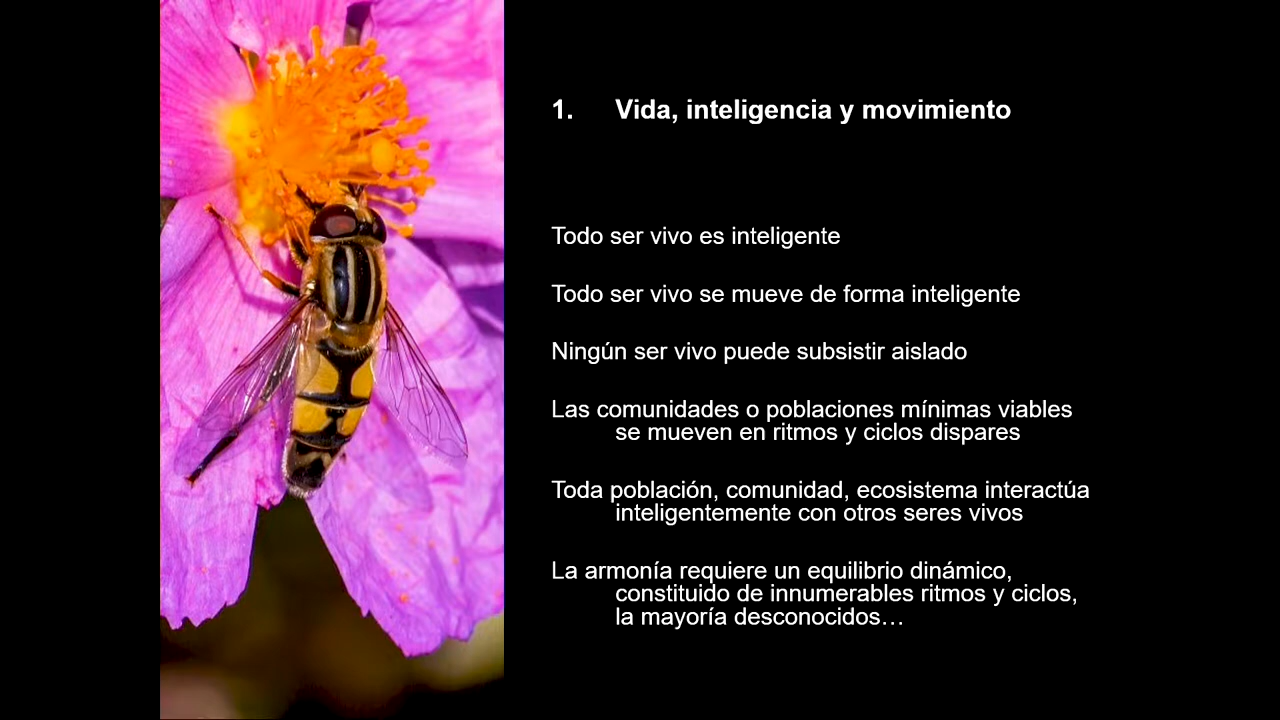 1. Vida, inteligencia y movimiento
Todo ser vivo es inteligente
Todo ser vivo se mueve de forma inteligente
Ningún ser vivo puede subsistir aislado
Las comunidades o poblaciones mínimas viables
se mueven en ritmos y ciclos dispares
Toda población, comunidad, ecosistema interactúa
inteligentemente con otros seres vivos
La armonía requiere un equilibrio dinámico,
constituido de innumerables ritmos y ciclos,
la mayoría desconocidos…